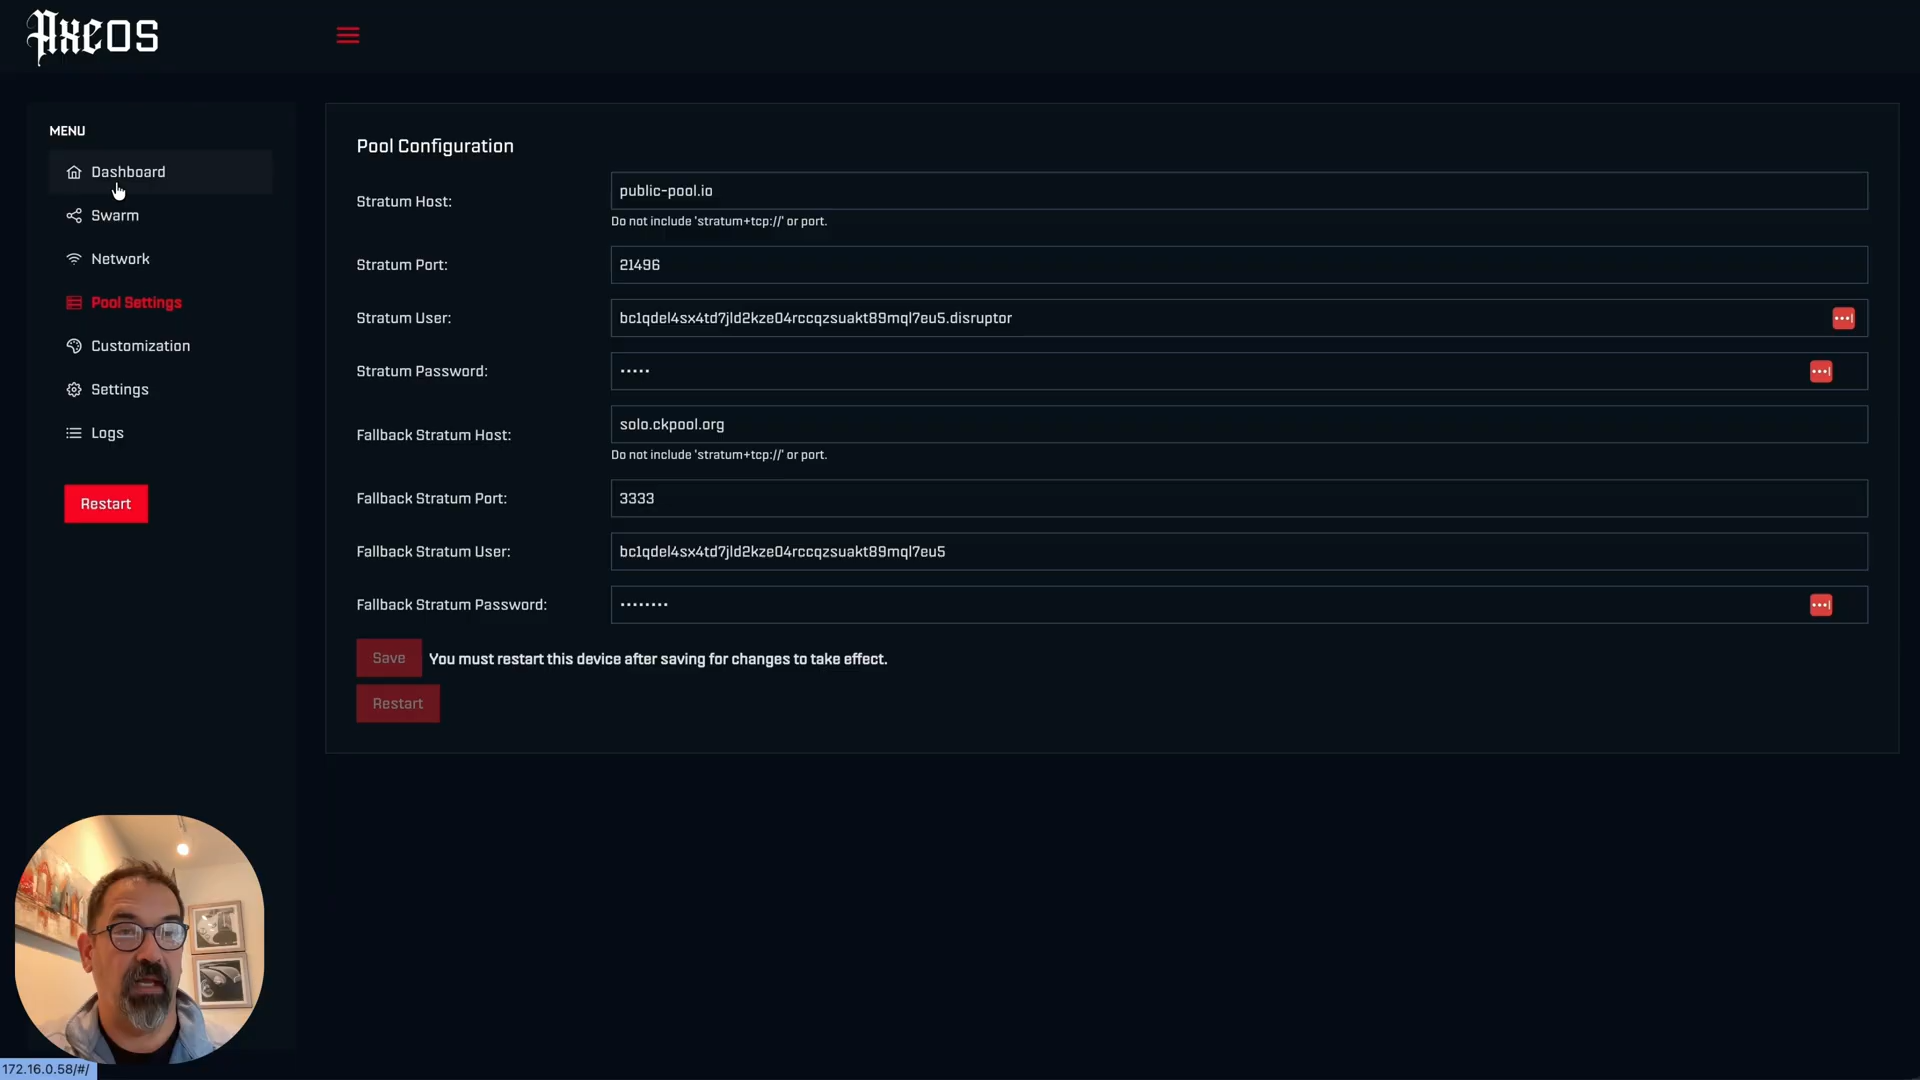 AxeOS
MENU
Dashboard
Swarm
Network
Pool Settings
Customization
Settings
Logs
Restart
Pool Configuration
Stratum Host:
public-pool.io
Do not include 'stratum+tcp://' or port.
Stratum Port:
21496
Stratum User:
bc1qdel4sx4td7jld2kze04rccqzsuakt89mql7eu5.disruptor
Stratum Password:
•••••
Fallback Stratum Host:
solo.ckpool.org
Do not include 'stratum+tcp://' or port.
Fallback Stratum Port:
3333
Fallback Stratum User:
bc1qdel4sx4td7jld2kze04rccqzsuakt89mql7eu5
Fallback Stratum Password:
••••••••
Save
You must restart this device after saving for changes to take effect.
Restart
172.16.0.58/#/